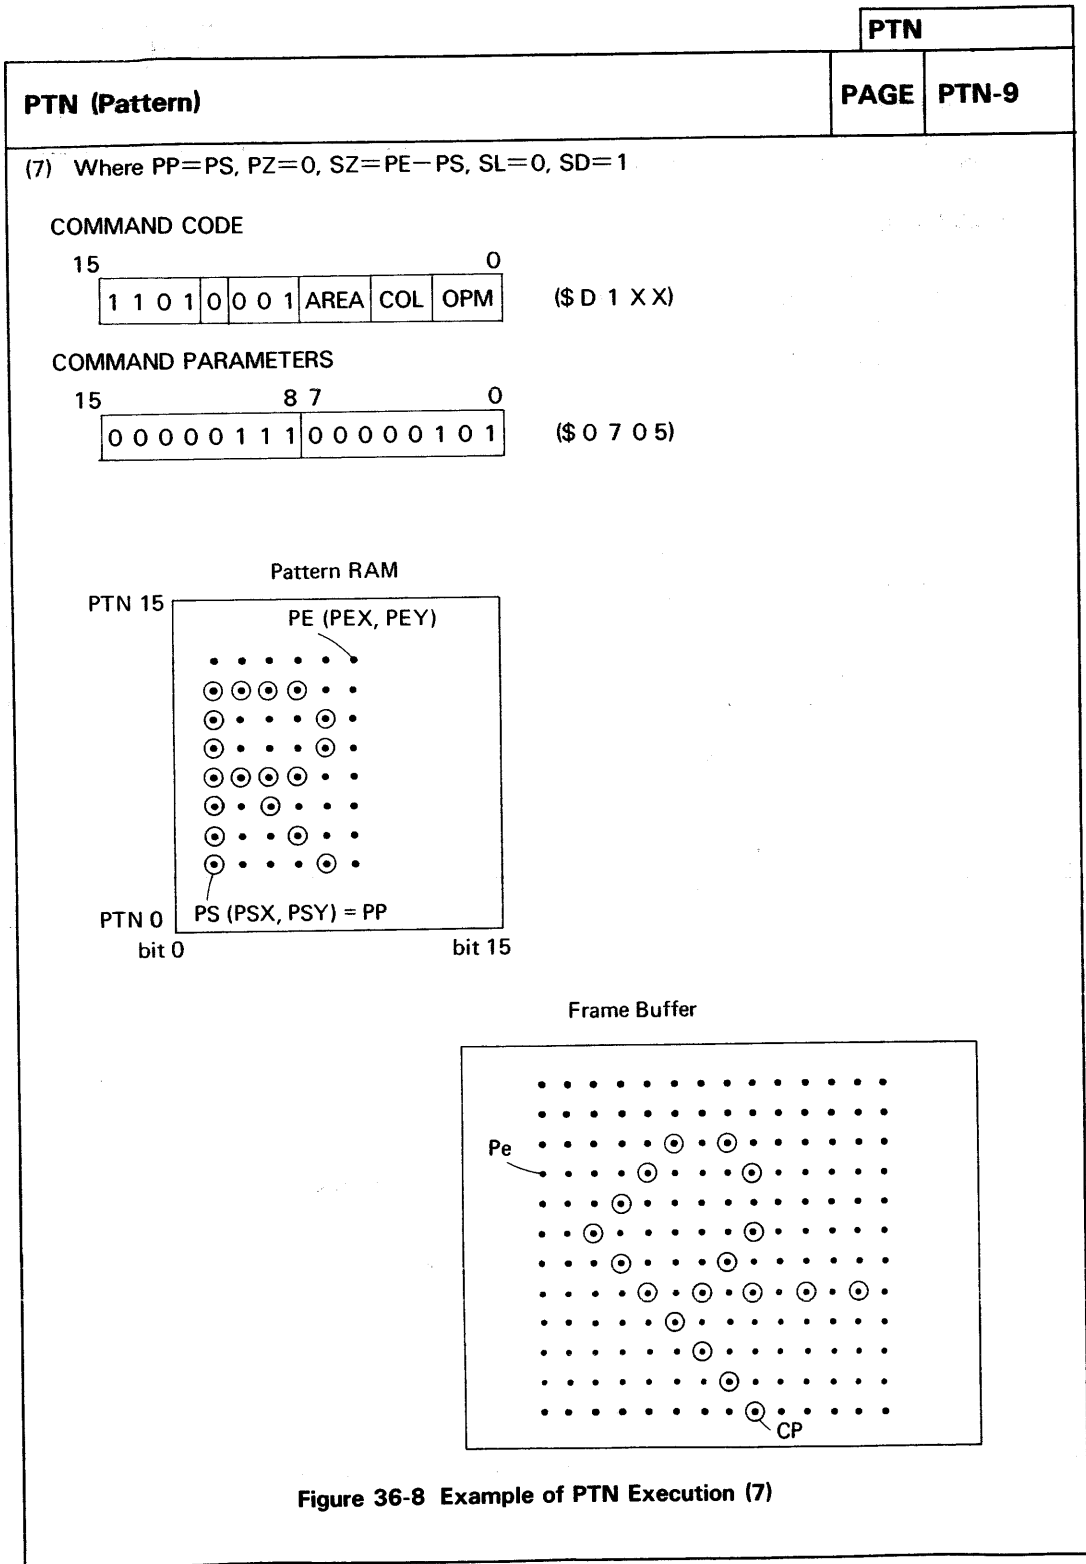 PTN
PTN (Pattern)
PAGE
PTN-9
(7) Where PP=PS, PZ=0, SZ=PE−PS, SL=0, SD=1
COMMAND CODE
15 0
1 1 0 1 0 0 0 1 AREA COL OPM ($ D 1 X X)
COMMAND PARAMETERS
15 8 7 0
0 0 0 0 0 1 1 1 0 0 0 0 0 1 0 1 ($ 0 7 0 5)
Pattern RAM
PTN 15
PE (PEX, PEY)
PTN 0
PS (PSX, PSY) = PP
bit 0 bit 15
Frame Buffer
Pe
CP
Figure 36-8 Example of PTN Execution (7)